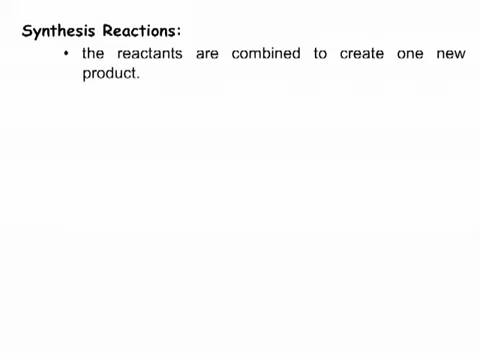 Synthesis Reactions:
• the reactants are combined to create one new
product.